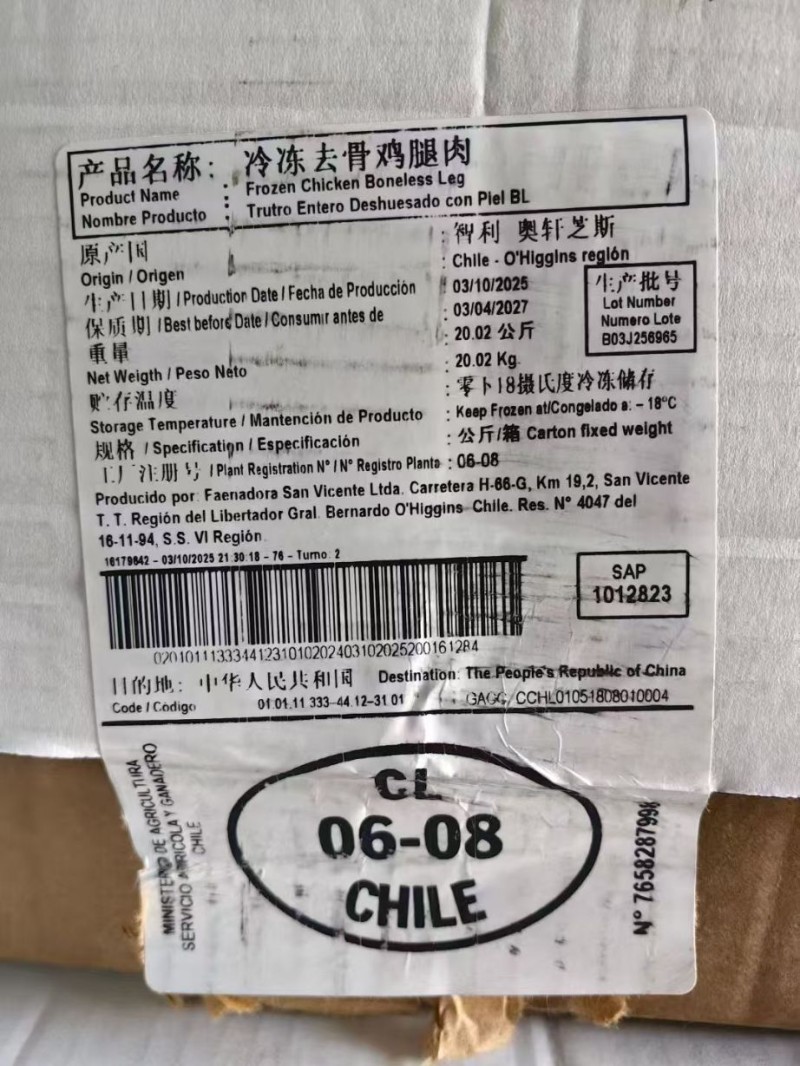 产品名称： 冷冻去骨鸡腿肉
Product Name : Frozen Chicken Boneless Leg
Nombre Producto : Trutro Entero Deshuesado con Piel BL
原产国 : 智利 奥轩芝斯
Origin / Origen : Chile - O'Higgins región
生产日期 / Production Date / Fecha de Producción : 03/10/2025
保质期 / Best before Date / Consumir antes de : 03/04/2027
重量 : 20.02 公斤
Net Weigth / Peso Neto : 20.02 Kg.
生产批号
Lot Number
Numero Lote
B03J256965
贮存温度 : 零下18摄氏度冷冻储存
Storage Temperature / Mantención de Producto : Keep Frozen at/Congelado a: - 18°C
规格 / Specification / Especificación : 公斤/箱 Carton fixed weight
工厂注册号 / Plant Registration N° / N° Registro Planta : 06-08
Producido por: Faenadora San Vicente Ltda. Carretera H-66-G, Km 19,2, San Vicente
T. T. Región del Libertador Gral. Bernardo O'Higgins Chile. Res. N° 4047 del
16-11-94, S.S. VI Región.
16179642 - 03/10/2025 21:30:18 - 76 - Turno: 2
SAP
1012823
02010111333441231010202403102025200161284
目的地： 中华人民共和国 Destination: The People's Republic of China
Code / Código 01.01.11.333-44.12-31.01 GACC: CCHL01051808010004
MINISTERIO DE AGRICULTURA
SERVICIO AGRICOLA Y GANADERO
CHILE
CL
06-08
CHILE
N° 7658287998